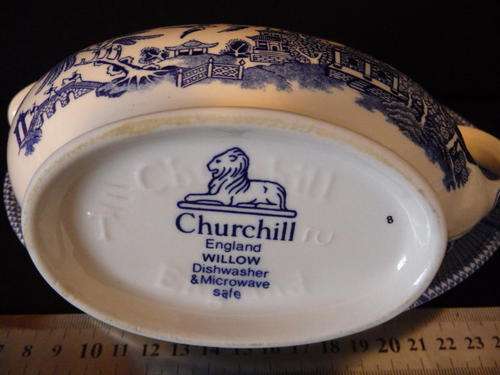 Churchill
England
WILLOW
Dishwasher
& Microwave
safe
8
7 8 9 10 11 12 13 14 15 16 17 18 19 20 21 22 23